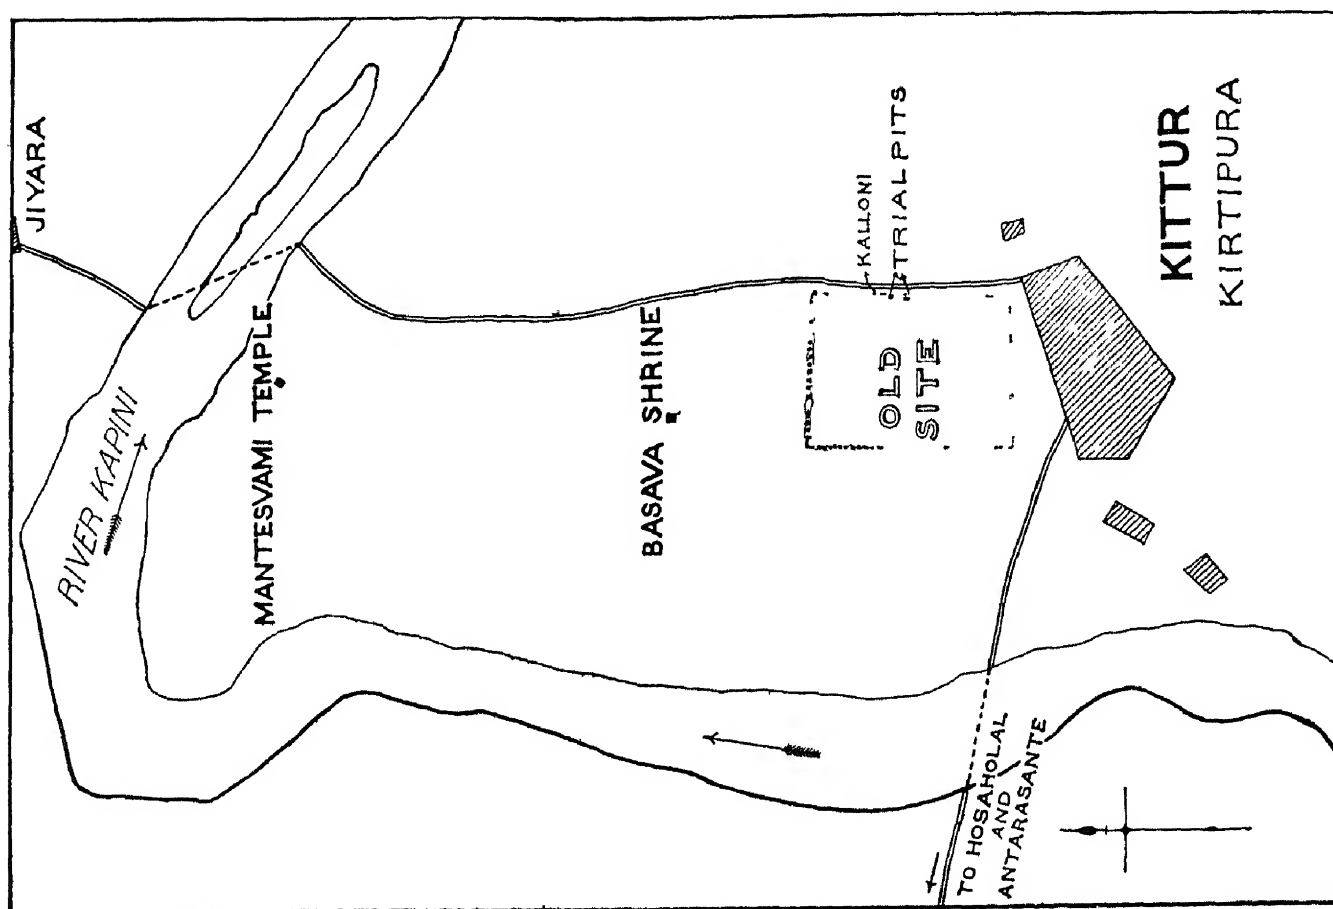 JIYARA
RIVER KAPINI
MANTESVAMI TEMPLE
BASAVA SHRINE
KALLONI
TRIAL PITS
OLD
SITE
KITTUR
KIRTIPURA
TO HOSAHOLAL
AND
ANTARASANTE